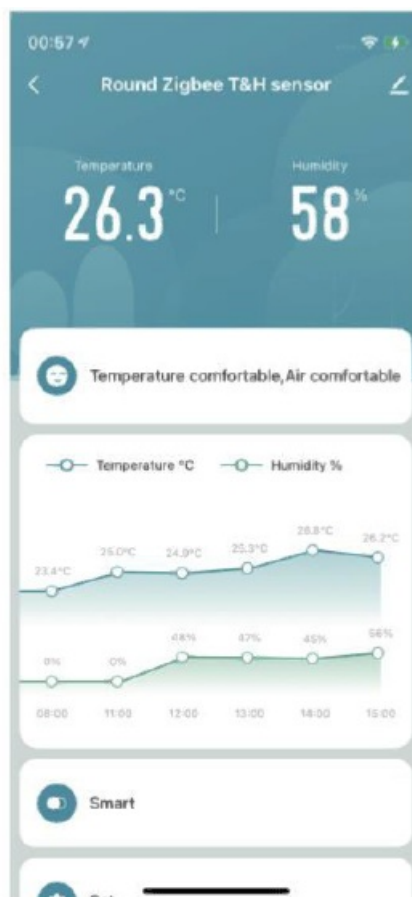 00:57
Round Zigbee T&H sensor
Temperature
Humidity
26.3 °C
58 %
Temperature comfortable,Air comfortable
Temperature °C
Humidity %
23.4°C 25.0°C 24.9°C 25.3°C 26.8°C 26.2°C
0% 0% 48% 47% 45% 56%
08:00 11:00 12:00 13:00 14:00 15:00
Smart